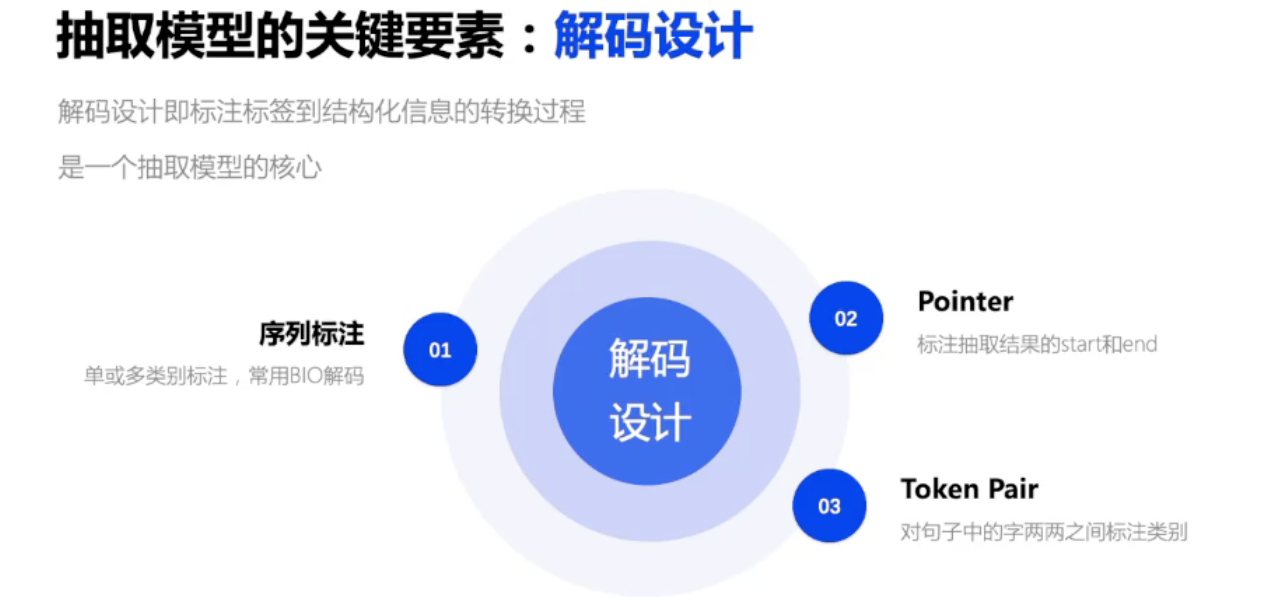 抽取模型的关键要素：解码设计
解码设计即标注标签到结构化信息的转换过程
是一个抽取模型的核心
序列标注
单或多类别标注，常用BIO解码
01
解码
设计
02
Pointer
标注抽取结果的start和end
03
Token Pair
对句子中的字两两之间标注类别